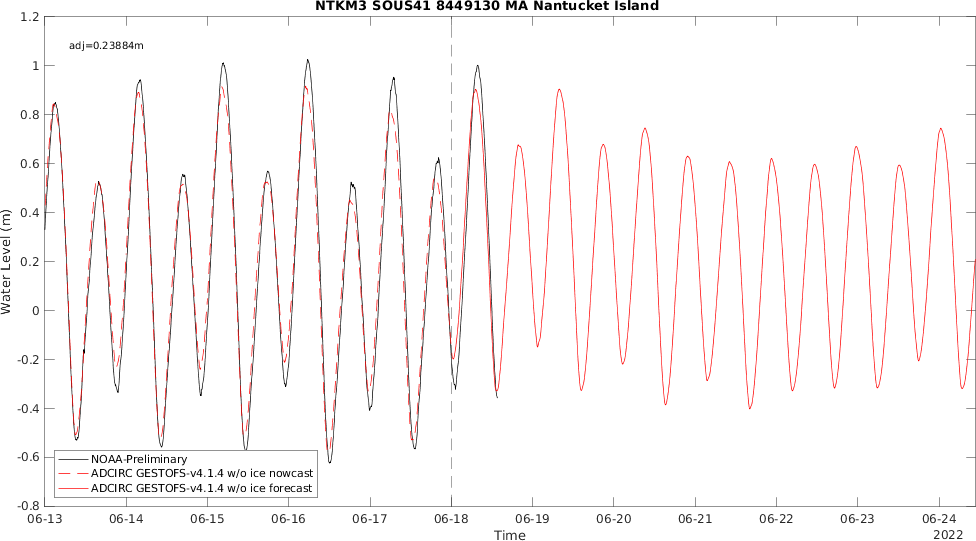 NTKM3 SOUS41 8449130 MA Nantucket Island
1.2
adj=0.23884m
1
0.8
0.6
0.4
0.2
0
-0.2
-0.4
-0.6
-0.8
Water Level (m)
NOAA-Preliminary
ADCIRC GESTOFS-v4.1.4 w/o ice nowcast
ADCIRC GESTOFS-v4.1.4 w/o ice forecast
06-13 06-14 06-15 06-16 06-17 06-18 06-19 06-20 06-21 06-22 06-23 06-24
Time
2022